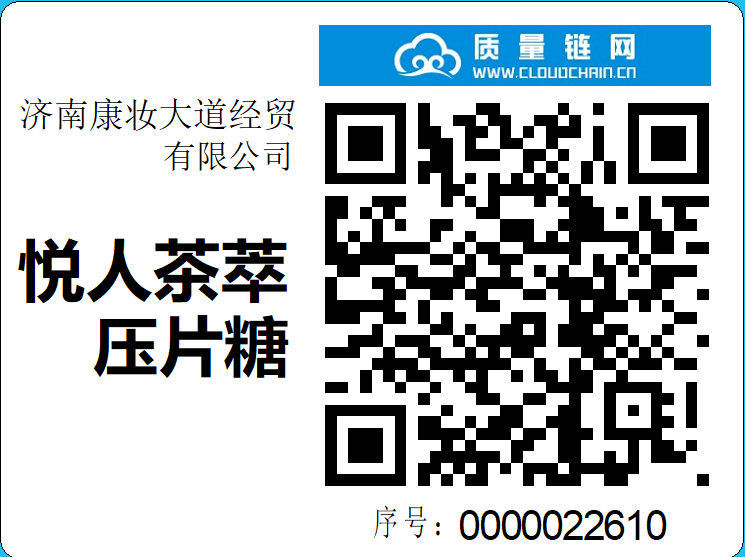 质量链网
WWW.CLOUDCHAIN.CN
济南康妆大道经贸
有限公司
悦人茶萃
压片糖
序号：0000022610